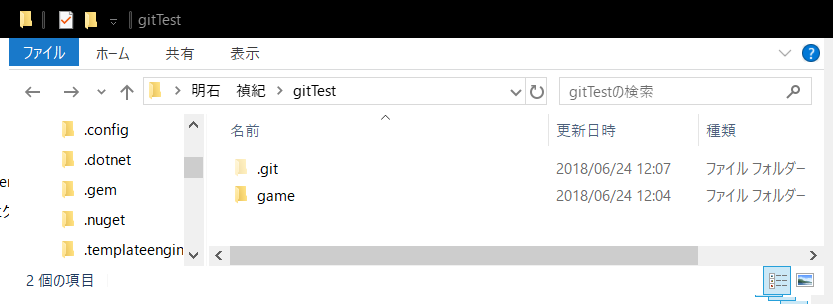 gitTest
ファイル ホーム 共有 表示
明石 禎紀 gitTest gitTestの検索
.config
.dotnet
.gem
.nuget
.templateengin
名前 更新日時 種類
.git 2018/06/24 12:07 ファイル フォルダー
game 2018/06/24 12:04 ファイル フォルダー
2 個の項目